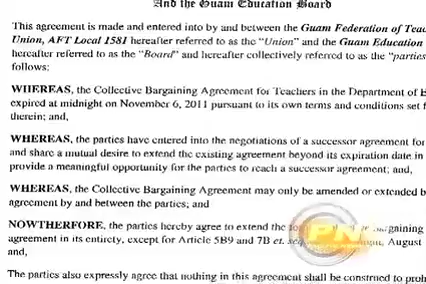 And the Guam Education Board
This agreement is made and entered into by and between the Guam Federation of Teac
Union, AFT Local 1581 hereafter referred to as the "Union" and the Guam Education
hereafter referred to as the "Board" and hereafter collectively referred to as the "parties
follows:
WHEREAS, the Collective Bargaining Agreement for Teachers in the Department of E
expired at midnight on November 6, 2011 pursuant to its own terms and conditions set f
therein; and,
WHEREAS, the parties have entered into the negotiations of a successor agreement for
and share a mutual desire to extend the existing agreement beyond its expiration date in
provide a meaningful opportunity for the parties to reach a successor agreement; and,
WHEREAS, the Collective Bargaining Agreement may only be amended or extended b
agreement by and between the parties; and
NOWTHEREFORE, the parties hereby agree to extend the bargaining
agreement in its entirety, except for Article 5B9 and 7B et. seq August
and,
The parties also expressly agree that nothing in this agreement shall be construed to proh
PNC